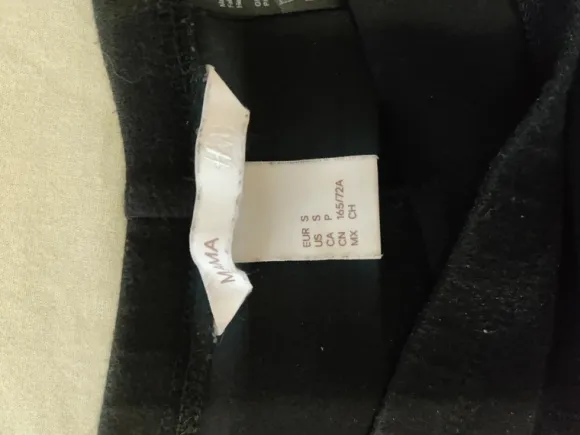 H&M
MAMA
EUR S
US S
CA P
CN 165/72A
MX CH